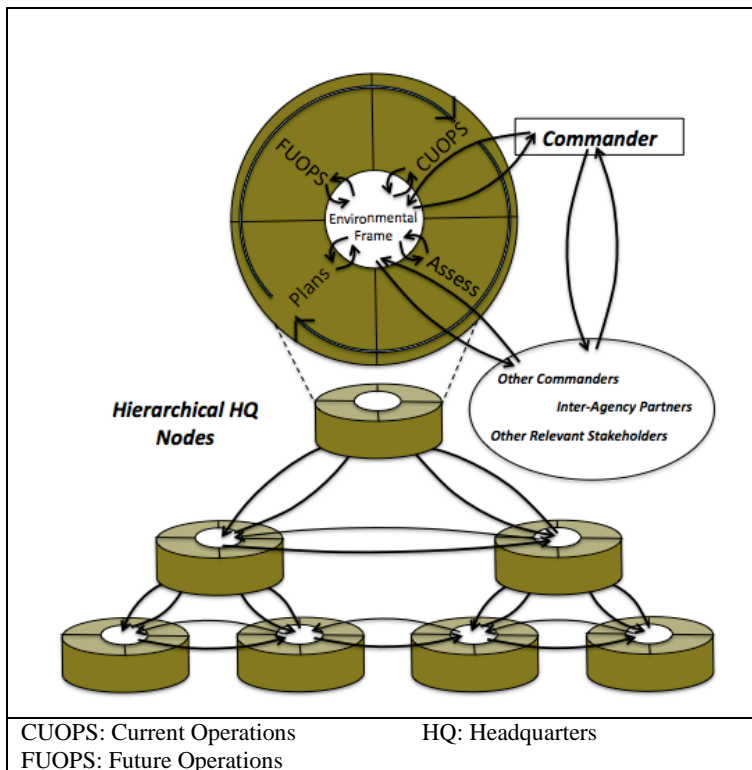 FUOPS
CUOPS
Commander
Environmental
Frame
Plans
Assess
Other Commanders
Inter-Agency Partners
Other Relevant Stakeholders
Hierarchical HQ
Nodes
CUOPS: Current Operations HQ: Headquarters
FUOPS: Future Operations